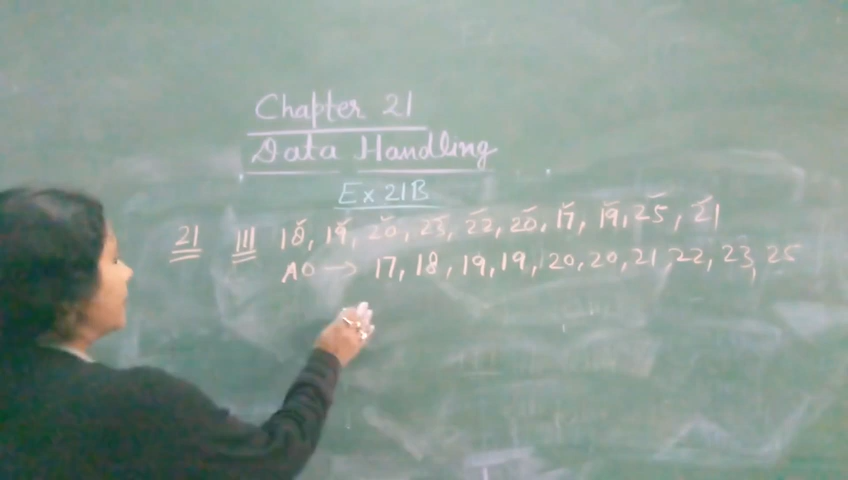 Chapter 21
Data Handling
Ex 21B
21 III 18, 19, 20, 23, 22, 20, 17, 19, 25, 21
AO → 17, 18, 19, 19, 20, 20, 21, 22, 23, 25